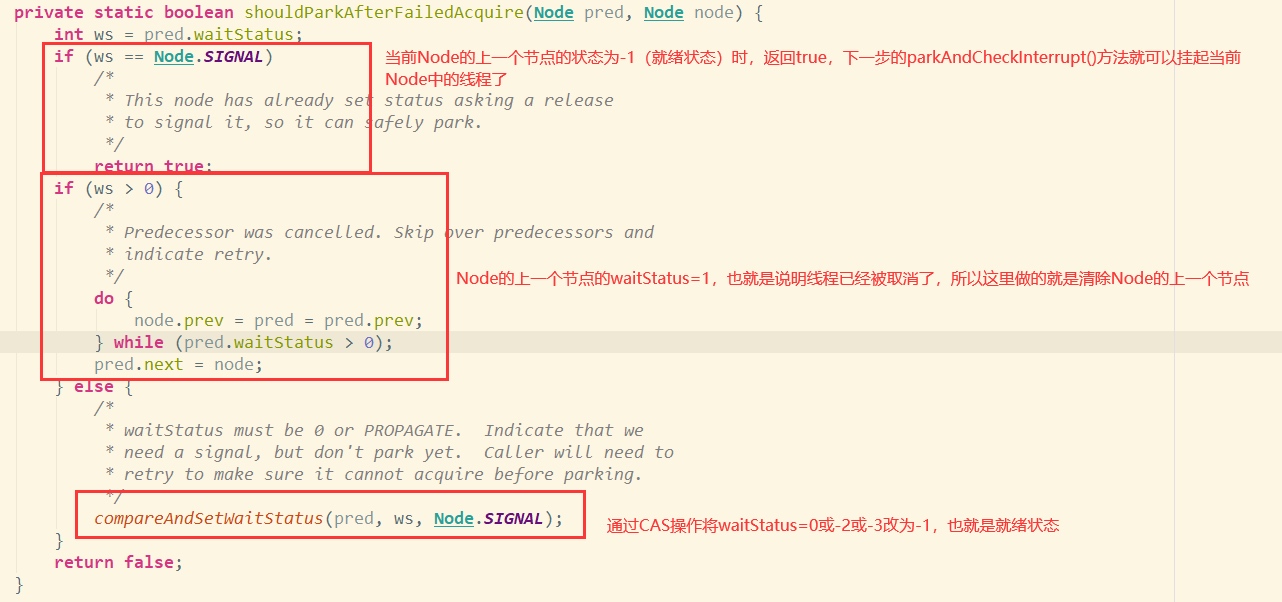 private static boolean shouldParkAfterFailedAcquire(Node pred, Node node) {
int ws = pred.waitStatus;
if (ws == Node.SIGNAL)
当前Node的上一个节点的状态为-1（就绪状态）时，返回true，下一步的parkAndCheckInterrupt()方法就可以挂起当前
Node中的线程了
/*
* This node has already set status asking a release
* to signal it, so it can safely park.
*/
return true;
if (ws > 0) {
/*
* Predecessor was cancelled. Skip over predecessors and
* indicate retry.
*/
Node的上一个节点的waitStatus=1，也就是说明线程已经被取消了，所以这里做的就是清除Node的上一个节点
do {
node.prev = pred = pred.prev;
} while (pred.waitStatus > 0);
pred.next = node;
} else {
/*
* waitStatus must be 0 or PROPAGATE.  Indicate that we
* need a signal, but don't park yet.  Caller will need to
* retry to make sure it cannot acquire before parking.
*/
compareAndSetWaitStatus(pred, ws, Node.SIGNAL);
通过CAS操作将waitStatus=0或-2或-3改为-1，也就是就绪状态
}
return false;
}